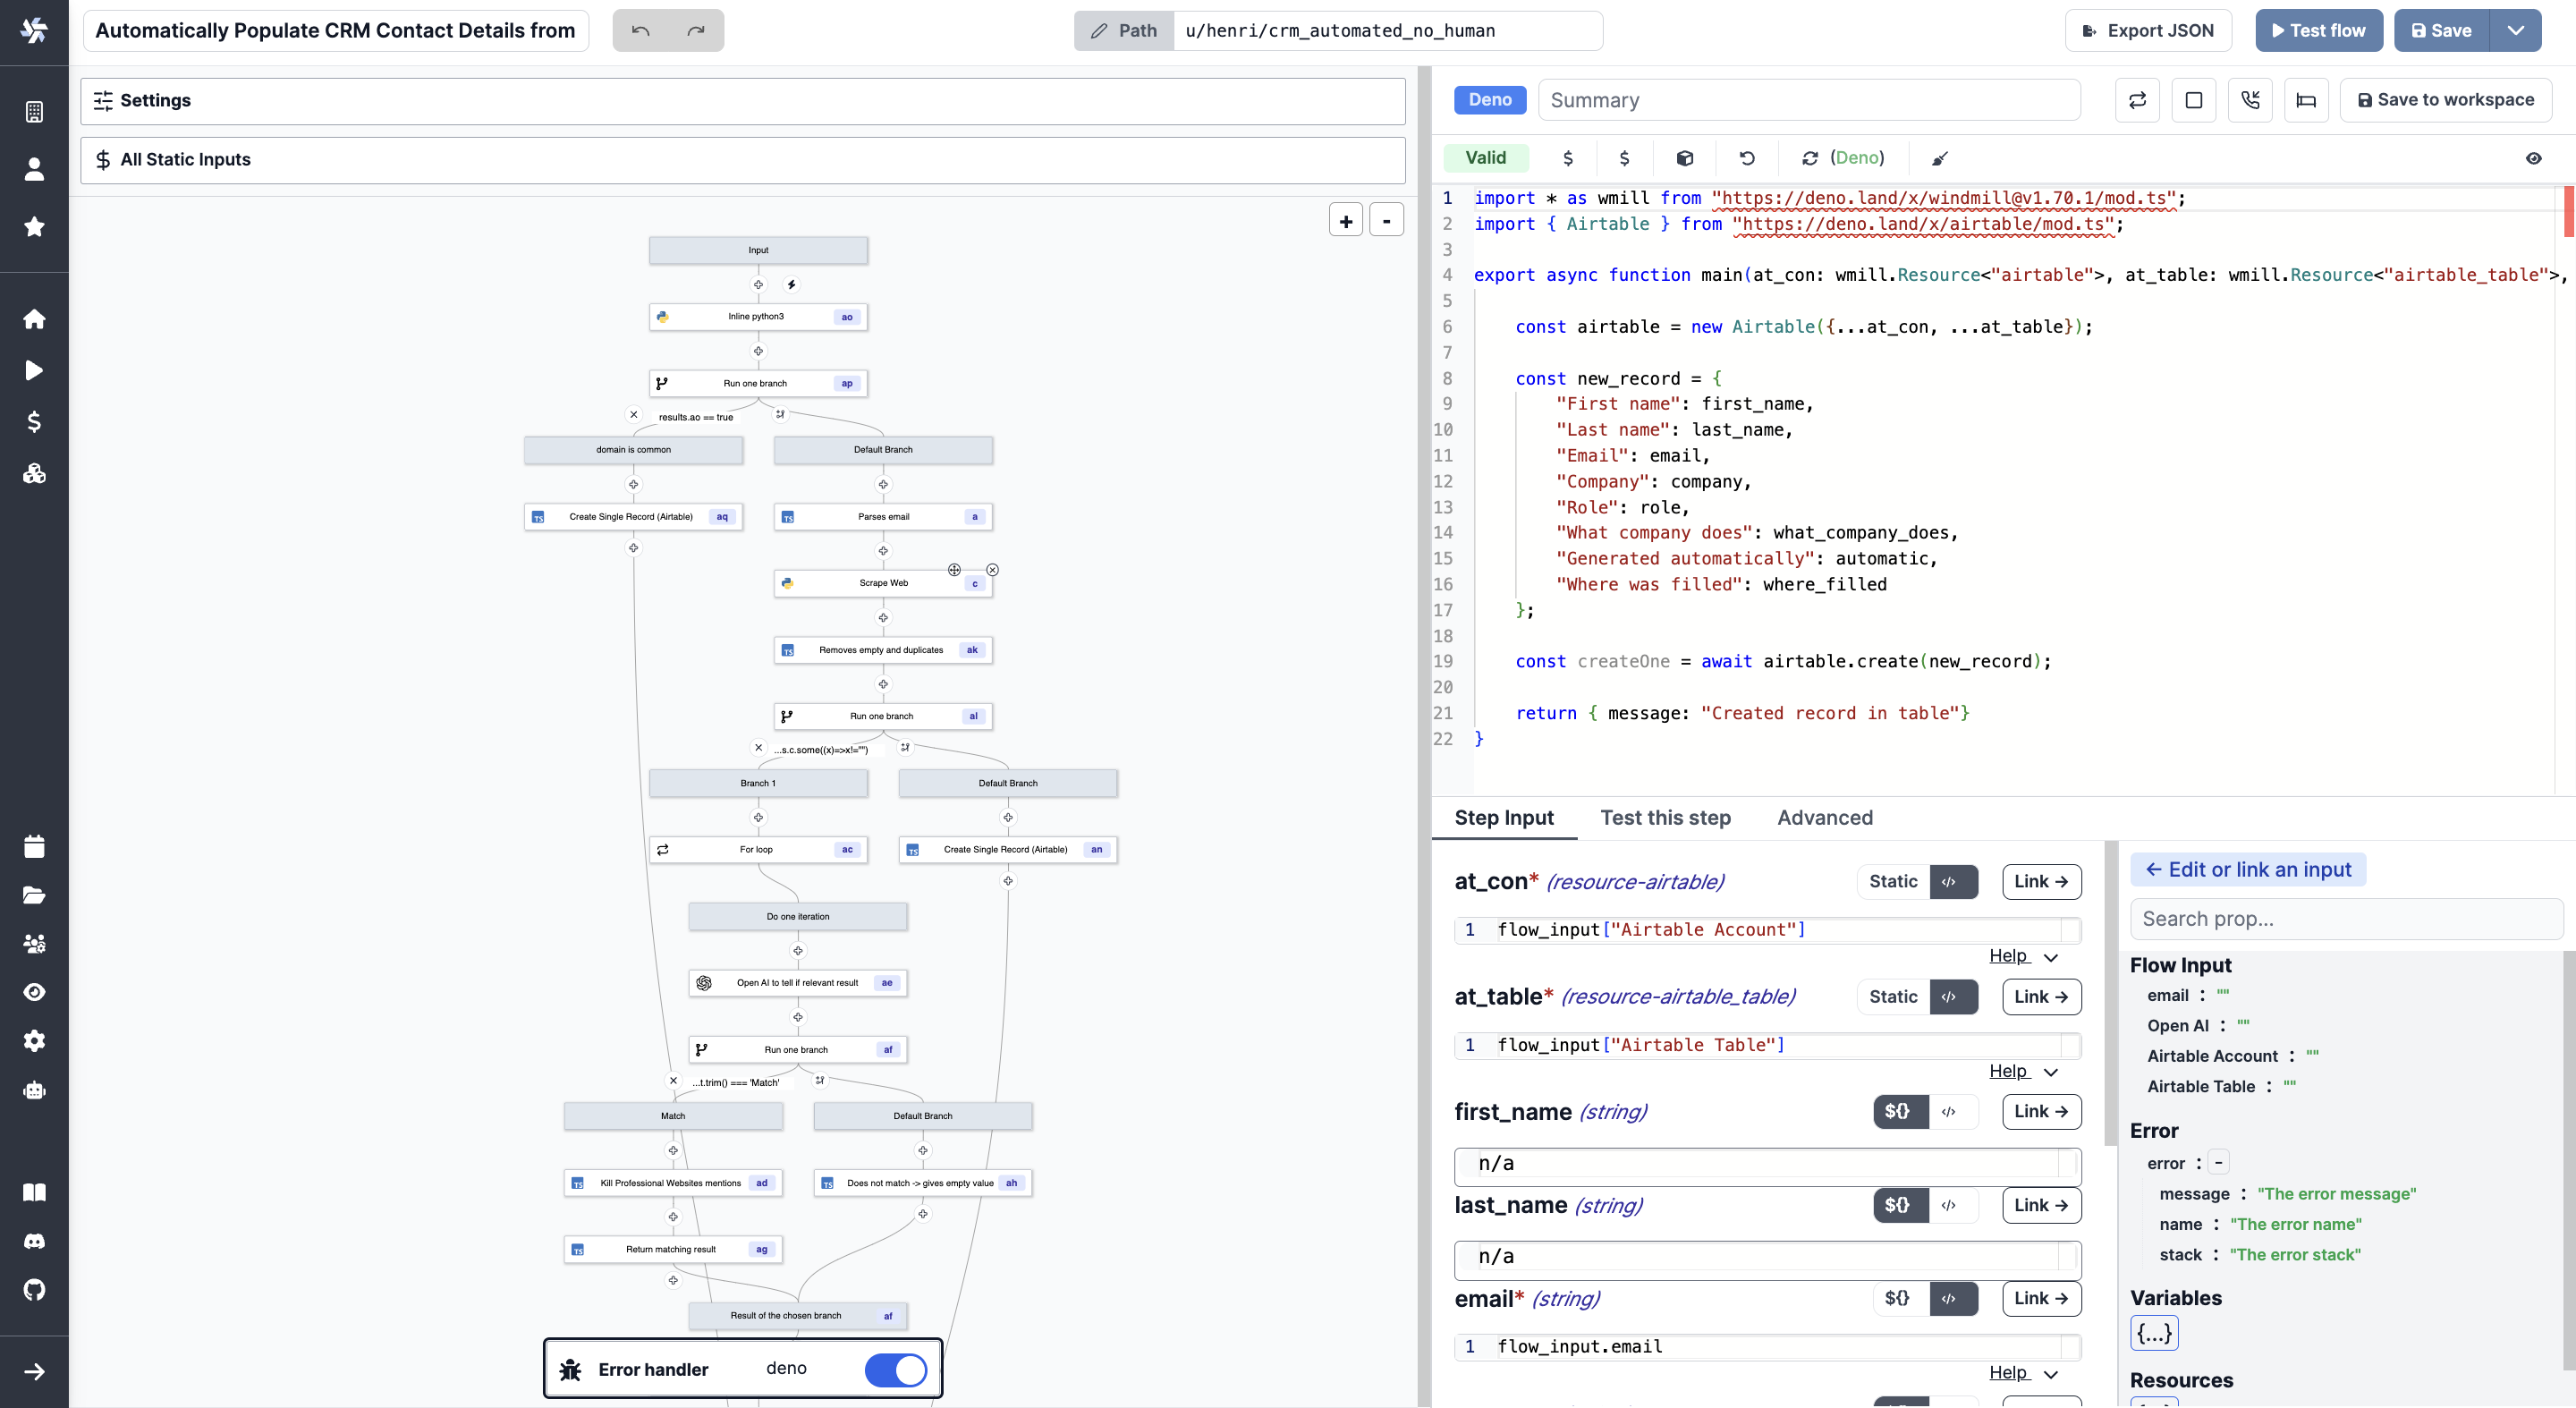 Automatically Populate CRM Contact Details from
Path
u/henri/crm_automated_no_human
Export JSON
Test flow
Save
Settings
All Static Inputs
+
-
Input
Inline python3 ao
Run one branch ap
results.ao == true
domain is common
Default Branch
Create Single Record (Airtable) aq
Parses email a
Scrape Web c
Removes empty and duplicates ak
Run one branch al
...s.c.some((x)=>x!="")
Branch 1
Default Branch
For loop ac
Create Single Record (Airtable) an
Do one iteration
Open AI to tell if relevant result ae
Run one branch af
...t.trim() === 'Match'
Match
Default Branch
Kill Professional Websites mentions ad
Does not match -> gives empty value ah
Return matching result ag
Result of the chosen branch af
Error handler deno
Deno
Summary
Save to workspace
Valid
$
$
(Deno)
1 import * as wmill from "https://deno.land/x/windmill@v1.70.1/mod.ts";
2 import { Airtable } from "https://deno.land/x/airtable/mod.ts";
3
4 export async function main(at_con: wmill.Resource<"airtable">, at_table: wmill.Resource<"airtable_table">,
5
6 const airtable = new Airtable({...at_con, ...at_table});
7
8 const new_record = {
9 "First name": first_name,
10 "Last name": last_name,
11 "Email": email,
12 "Company": company,
13 "Role": role,
14 "What company does": what_company_does,
15 "Generated automatically": automatic,
16 "Where was filled": where_filled
17 };
18
19 const createOne = await airtable.create(new_record);
20
21 return { message: "Created record in table"}
22 }
Step Input
Test this step
Advanced
at_con* (resource-airtable) Static </> Link →
1 flow_input["Airtable Account"]
Help
at_table* (resource-airtable_table) Static </> Link →
1 flow_input["Airtable Table"]
Help
first_name (string) ${} </> Link →
n/a
last_name (string) ${} </> Link →
n/a
email* (string) ${} </> Link →
1 flow_input.email
Help
← Edit or link an input
Search prop...
Flow Input
email : ""
Open AI : ""
Airtable Account : ""
Airtable Table : ""
Error
error : -
message : "The error message"
name : "The error name"
stack : "The error stack"
Variables
{...}
Resources